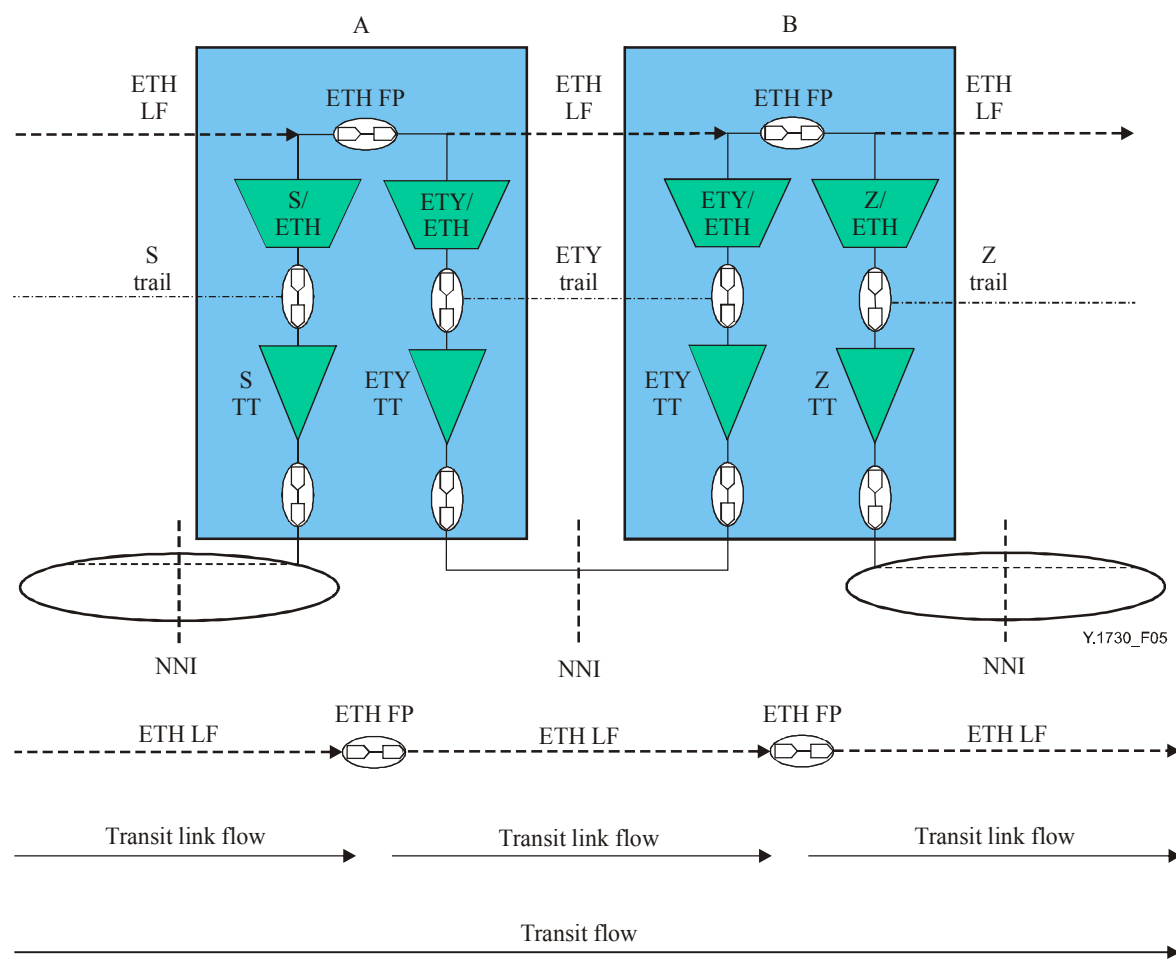 A
B
ETH
LF
ETH FP
ETH
LF
ETH FP
ETH
LF
S/
ETH
ETY/
ETH
ETY/
ETH
Z/
ETH
S
trail
ETY
trail
Z
trail
S
TT
ETY
TT
ETY
TT
Z
TT
Y.1730_F05
NNI
NNI
NNI
ETH LF
ETH FP
ETH LF
ETH FP
ETH LF
Transit link flow
Transit link flow
Transit link flow
Transit flow